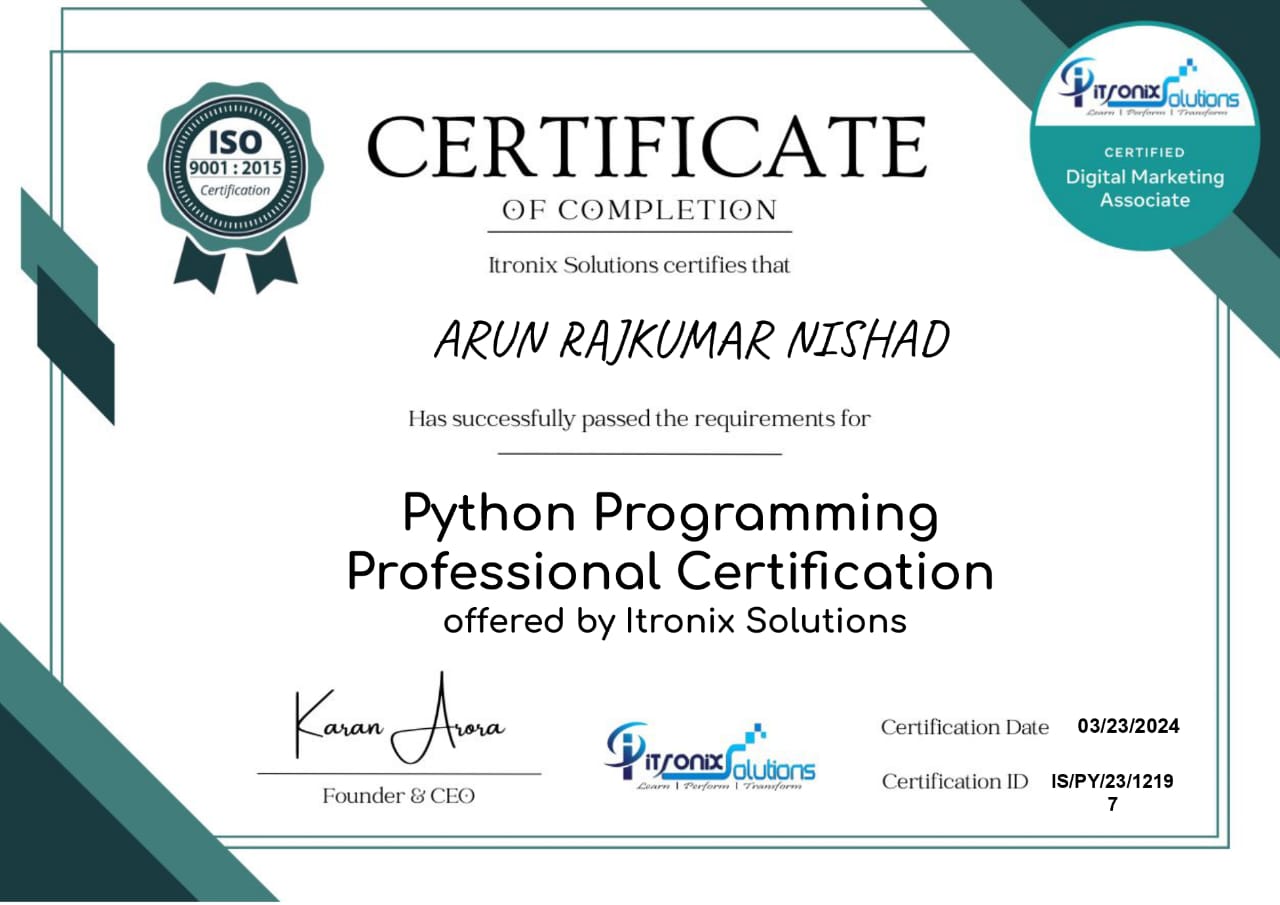 ISO
9001 : 2015
Certification
CERTIFICATE
OF COMPLETION
itronix Solutions
Learn | Perform | Transform
CERTIFIED
Digital Marketing
Associate
Itronix Solutions certifies that
ARUN RAJKUMAR NISHAD
Has successfully passed the requirements for
Python Programming
Professional Certification
offered by Itronix Solutions
Karan Arora
Founder & CEO
itronix Solutions
Learn | Perform | Transform
Certification Date 03/23/2024
Certification ID IS/PY/23/1219
7